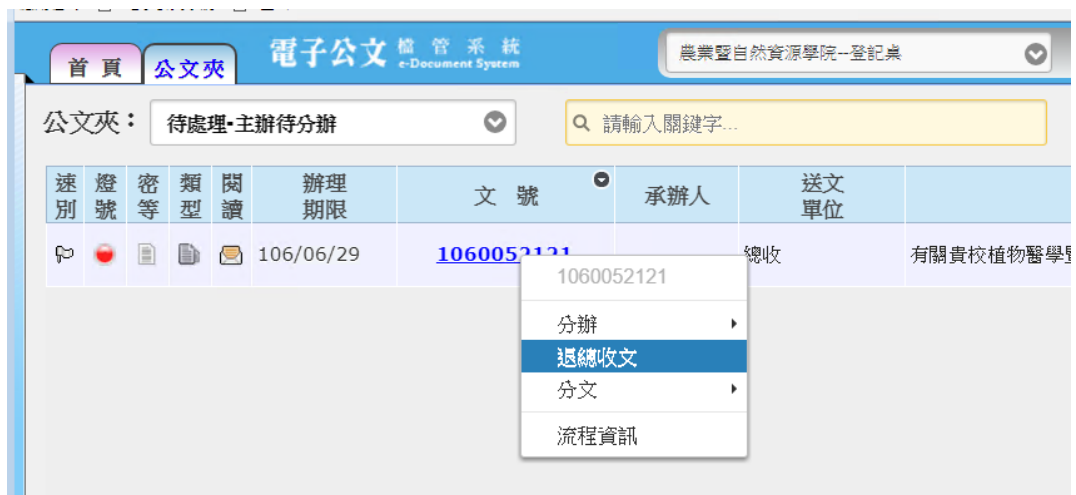 首頁
公文夾
電子公文 檔管系統
e-Document System
農業暨自然資源學院--登記桌
公文夾：
待處理-主辦待分辦
請輸入關鍵字...
速別 燈號 密等 類型 閱讀 辦理期限 文 號 承辦人 送文單位
106/06/29 1060052121 總收 有關貴校植物醫學暨
1060052121
分辦
退總收文
分文
流程資訊